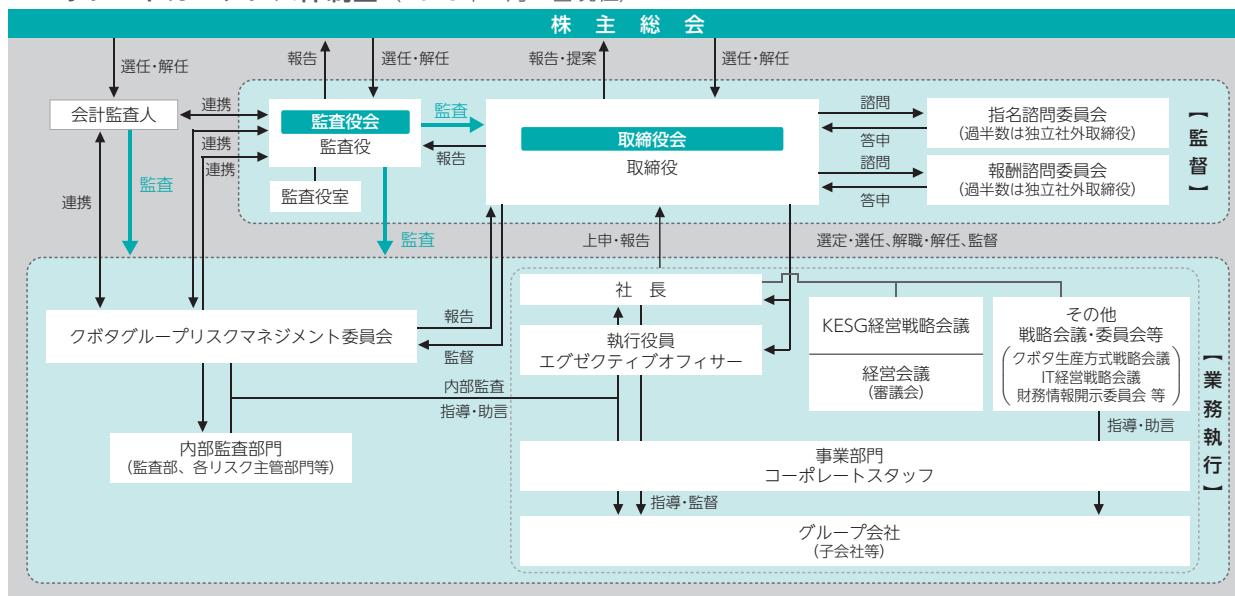 株主総会
選任・解任
報告
選任・解任
報告・提案
選任・解任
会計監査人
連携
連携
連携
連携
連携
監査
監査役会
監査役
監査役室
監査
報告
監査
取締役会
取締役
諮問
答申
諮問
答申
指名諮問委員会
(過半数は独立社外取締役)
報酬諮問委員会
(過半数は独立社外取締役)
【監督】
上申・報告
選定・選任、解職・解任、監督
社長
執行役員
エグゼクティブオフィサー
クボタグループリスクマネジメント委員会
報告
監督
内部監査
指導・助言
内部監査部門
(監査部、各リスク主管部門等)
KESG経営戦略会議
経営会議
(審議会)
その他
戦略会議・委員会等
(クボタ生産方式戦略会議
IT経営戦略会議
財務情報開示委員会 等)
指導・助言
事業部門
コーポレートスタッフ
指導・監督
グループ会社
(子会社等)
【業務執行】